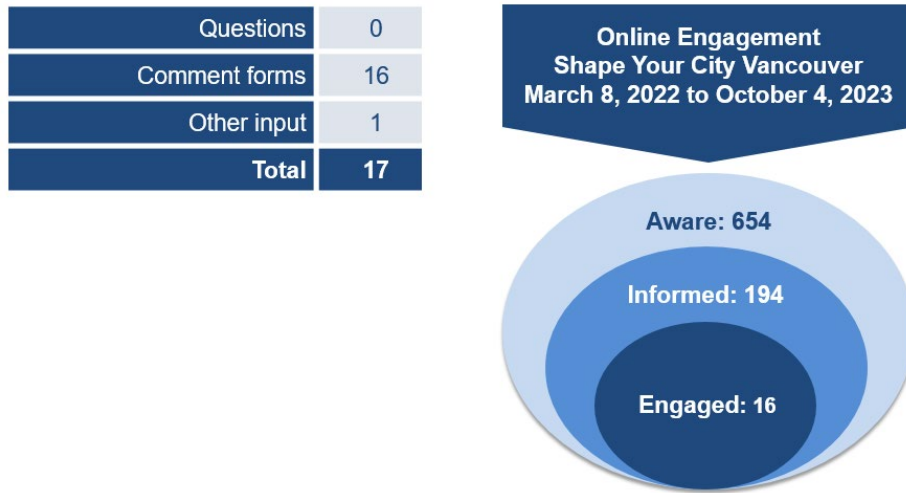 Questions 0
Comment forms 16
Other input 1
Total 17
Online Engagement
Shape Your City Vancouver
March 8, 2022 to October 4, 2023
Aware: 654
Informed: 194
Engaged: 16